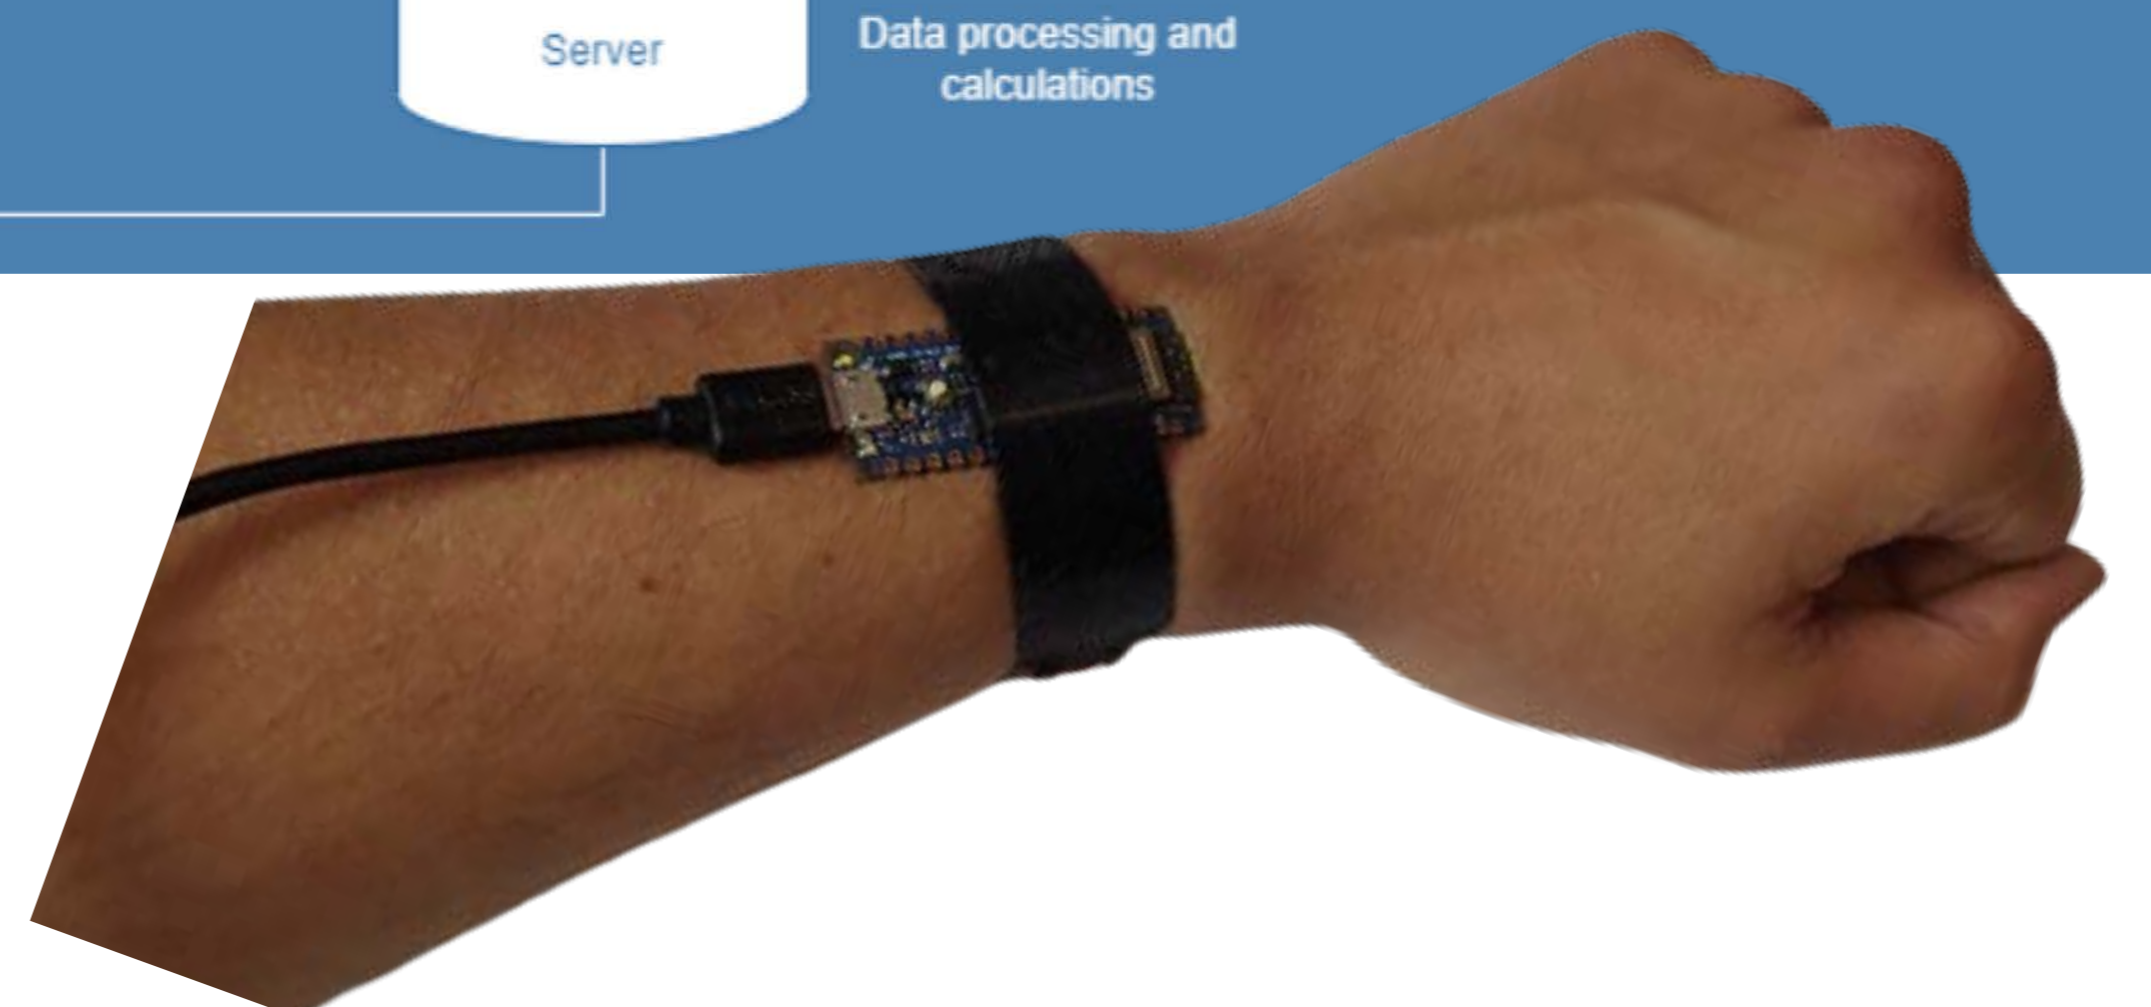 Server
Data processing and
calculations